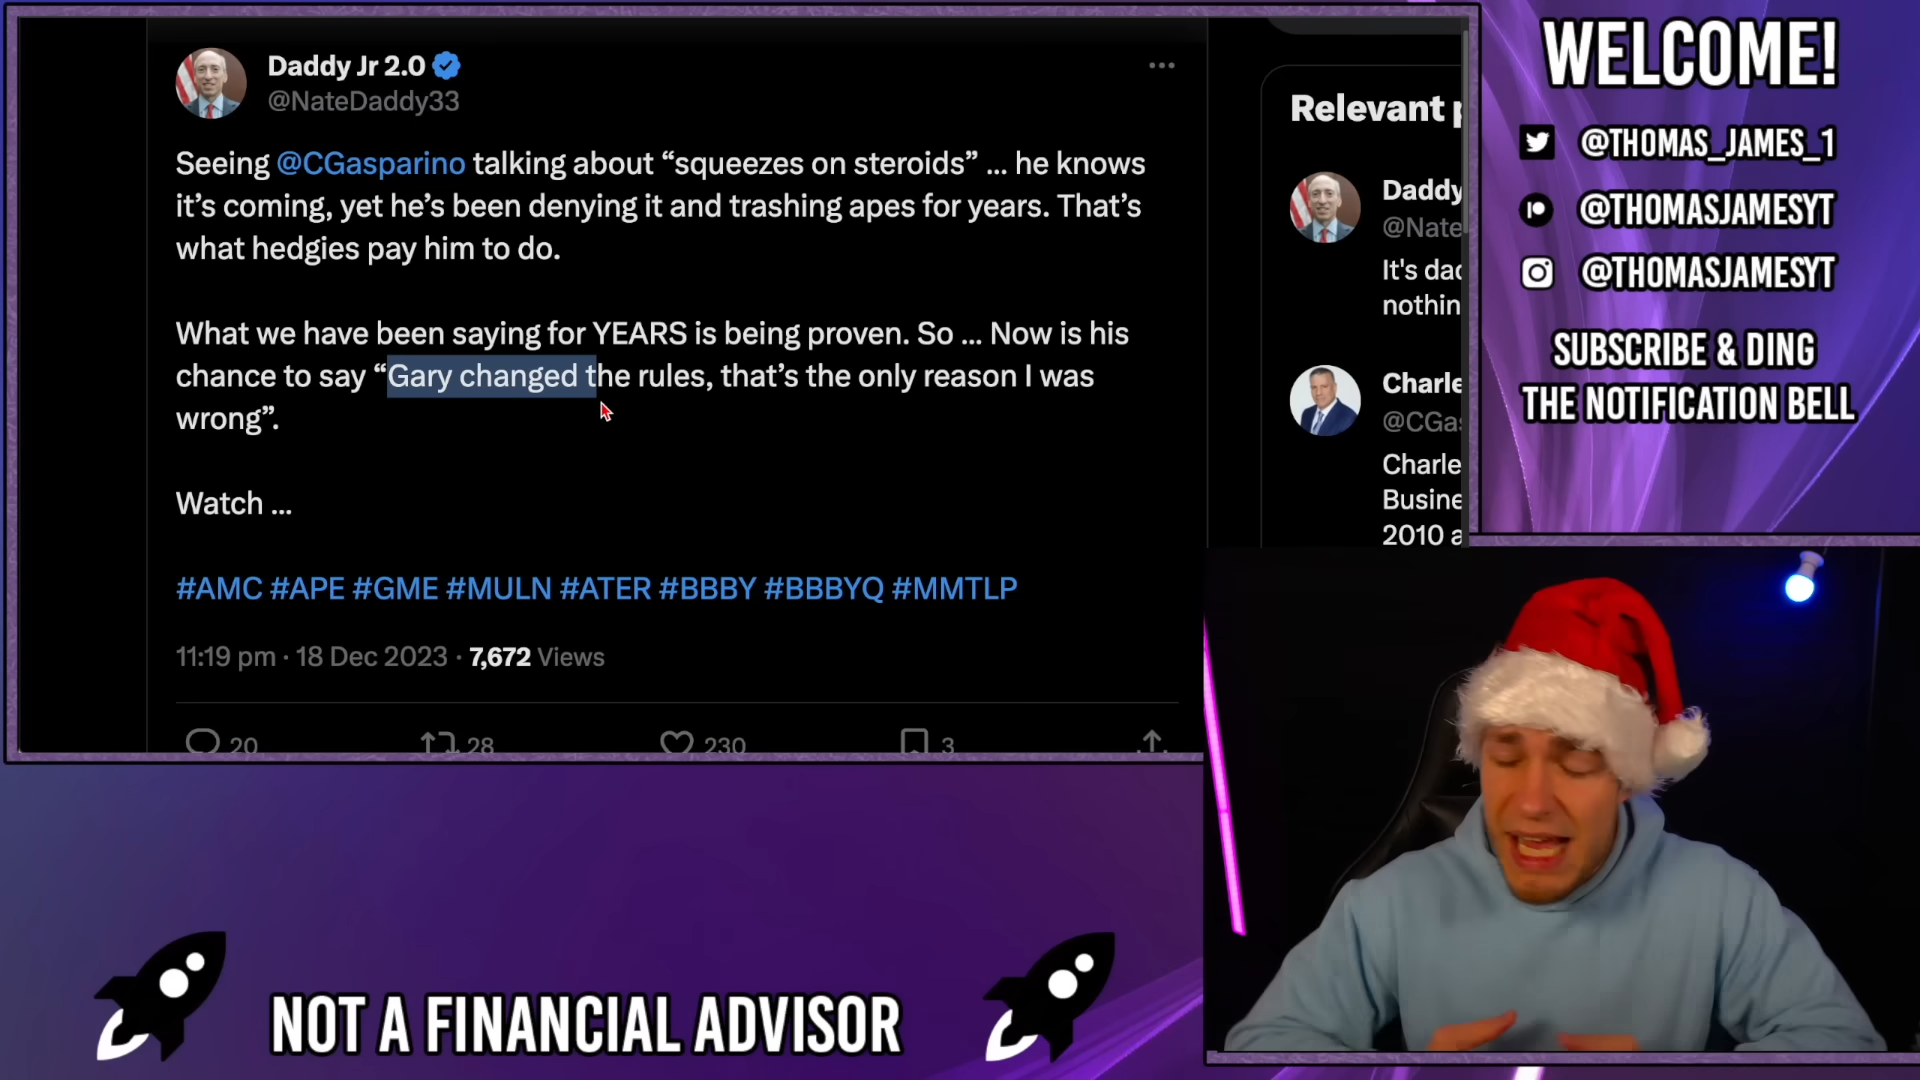 Daddy Jr 2.0
@NateDaddy33
Seeing @CGasparino talking about “squeezes on steroids” ... he knows
it’s coming, yet he’s been denying it and trashing apes for years. That’s
what hedgies pay him to do.
What we have been saying for YEARS is being proven. So ... Now is his
chance to say “Gary changed the rules, that’s the only reason I was
wrong”.
Watch ...
#AMC #APE #GME #MULN #ATER #BBBY #BBBYQ #MMTLP
11:19 pm · 18 Dec 2023 · 7,672 Views
20 28 230 3
Relevant
Daddy
@Nate
It's dad
nothin
Charle
@CGas
Charle
Busine
2010 a
WELCOME!
@THOMAS_JAMES_1
@THOMASJAMESYT
@THOMASJAMESYT
SUBSCRIBE & DING
THE NOTIFICATION BELL
NOT A FINANCIAL ADVISOR